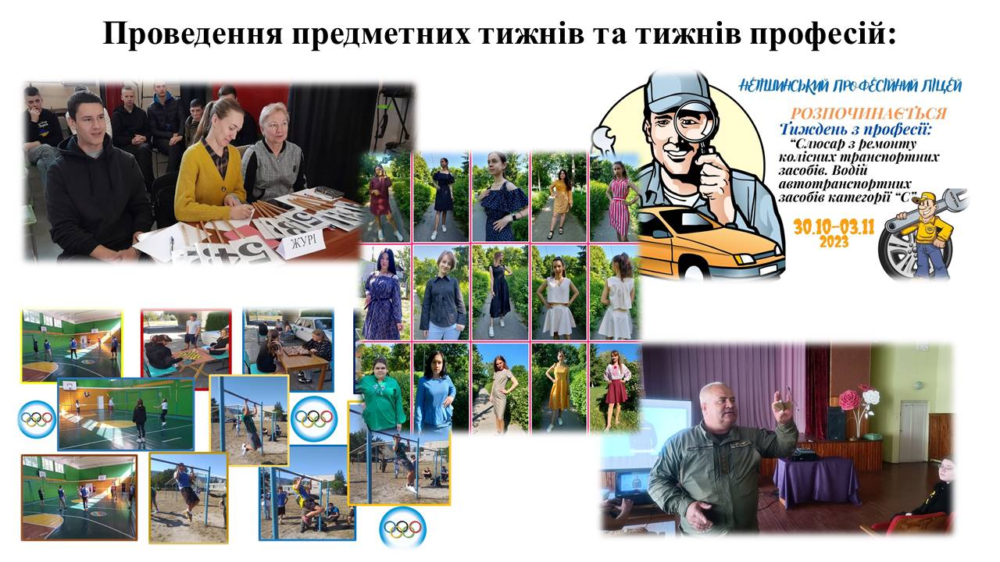 Проведення предметних тижнів та тижнів професій:
НЕТІШИНСЬКИЙ ПРОФЕСІЙНИЙ ЛІЦЕЙ
РОЗПОЧИНАЄТЬСЯ
Тиждень з професії:
“Слюсар з ремонту
колісних транспортних
засобів. Водій
автотранспортних
засобів категорії “С”
30.10-03.11
2023
ЖУРІ